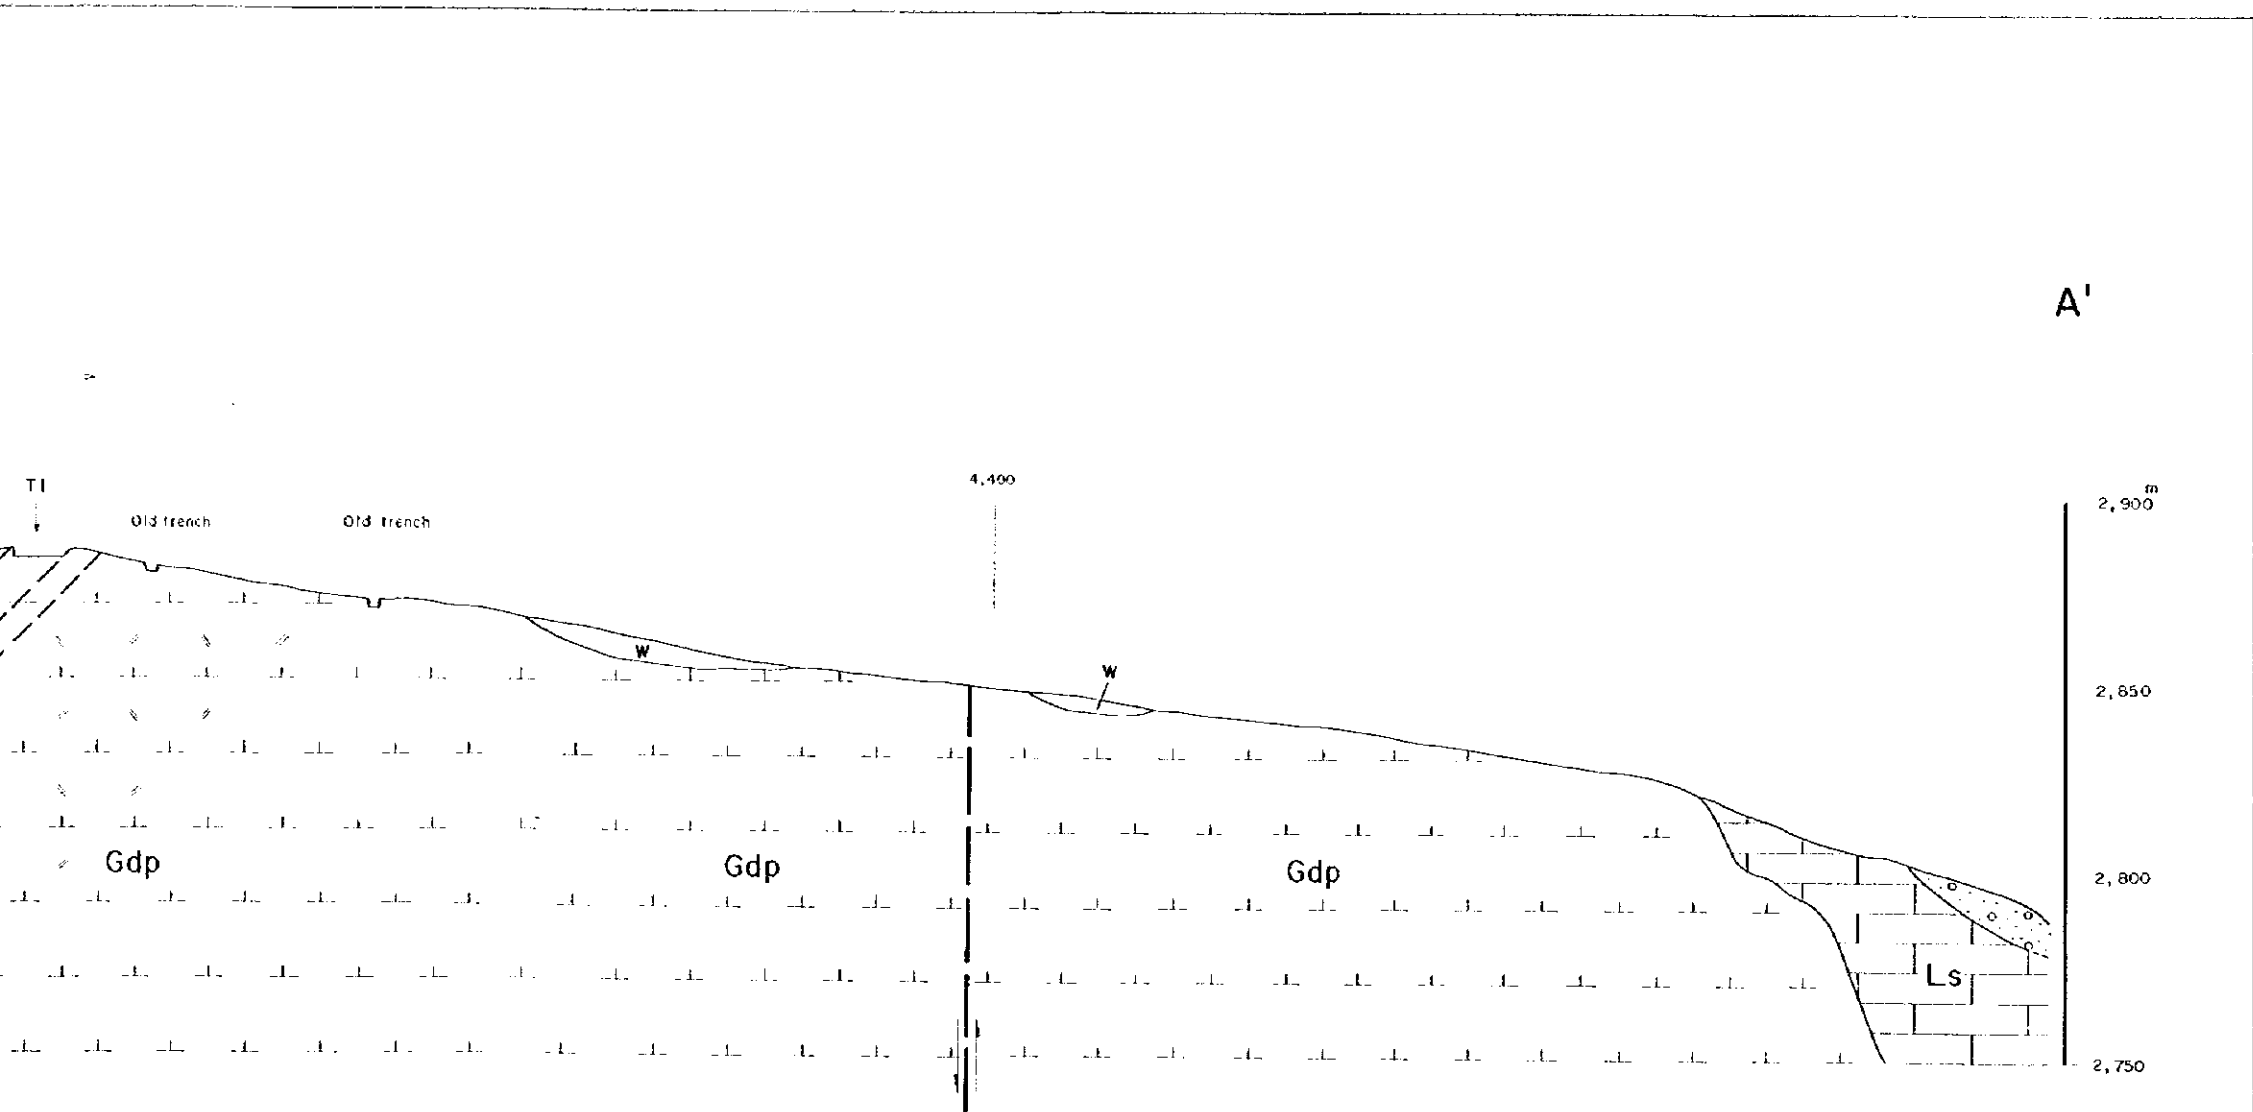 A'
4,400
T1
m
2,900
Old trench
Old trench
W
W
2,850
Gdp
Gdp
Gdp
2,800
Ls
2,750